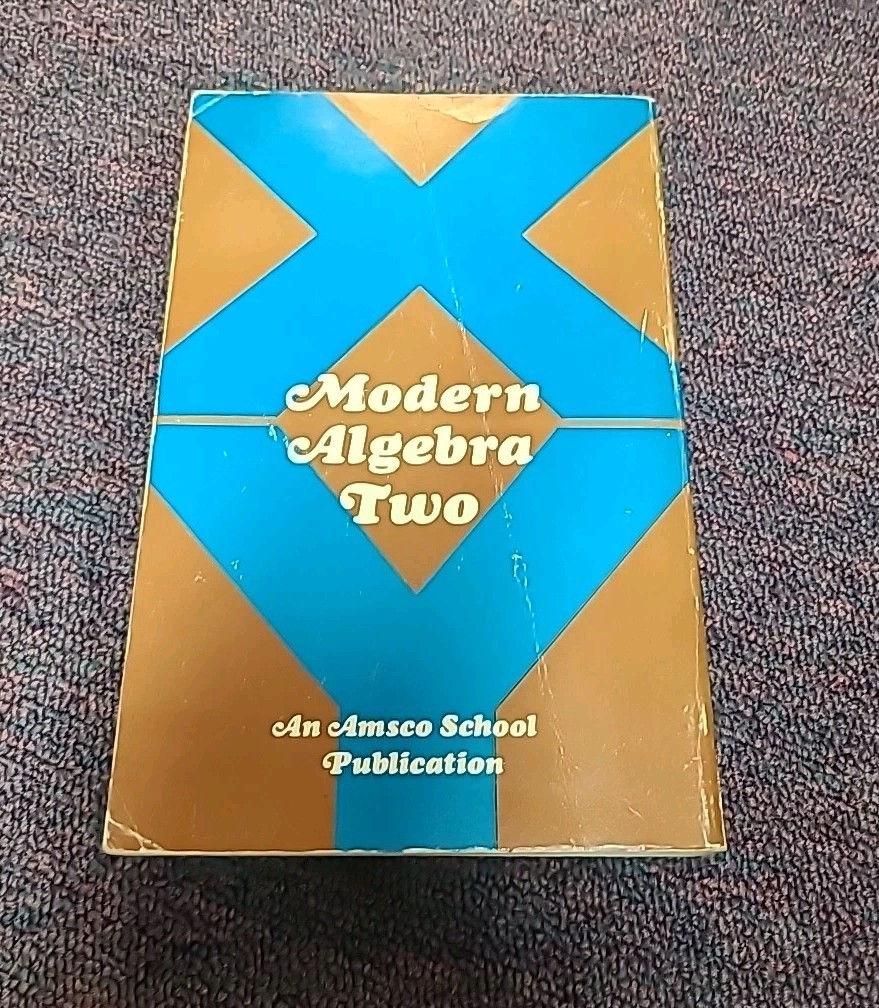 Modern
Algebra
Two
An Amsco School
Publication